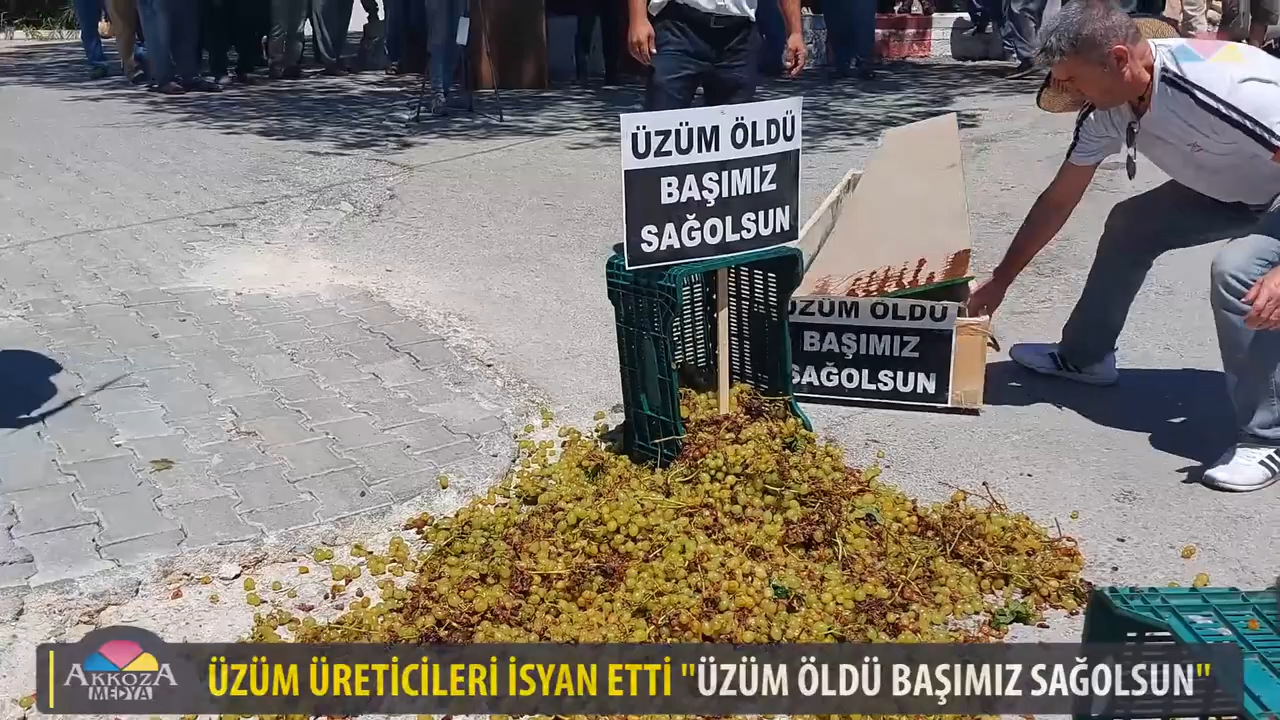 ÜZÜM ÖLDÜ
BAŞIMIZ
SAĞOLSUN
ÜZÜM ÖLDÜ
BAŞIMIZ
SAĞOLSUN
AKKOZA
MEDYA
ÜZÜM ÜRETİCİLERİ İSYAN ETTİ "ÜZÜM ÖLDÜ BAŞIMIZ SAĞOLSUN"